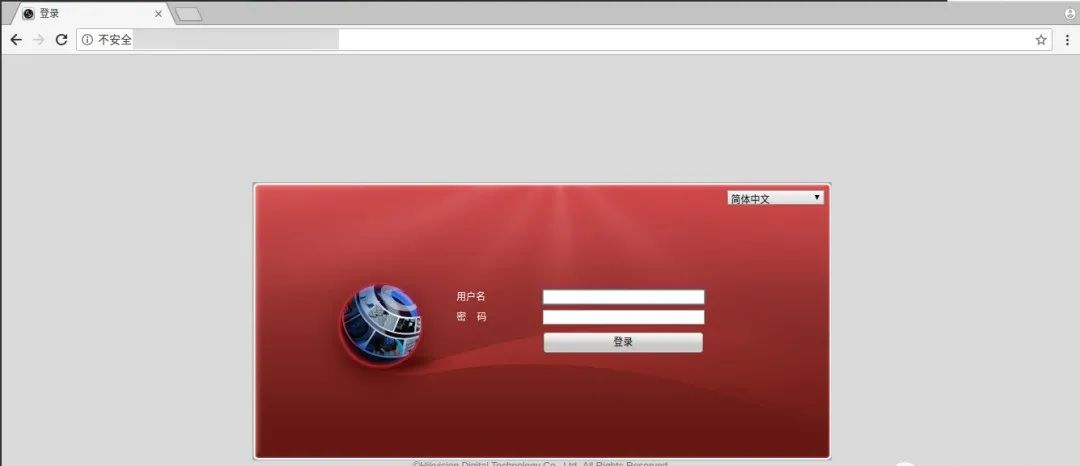 登录
不安全
简体中文
用户名
密 码
登录
©Hikvision Digital Technology Co., Ltd. All Rights Reserved.